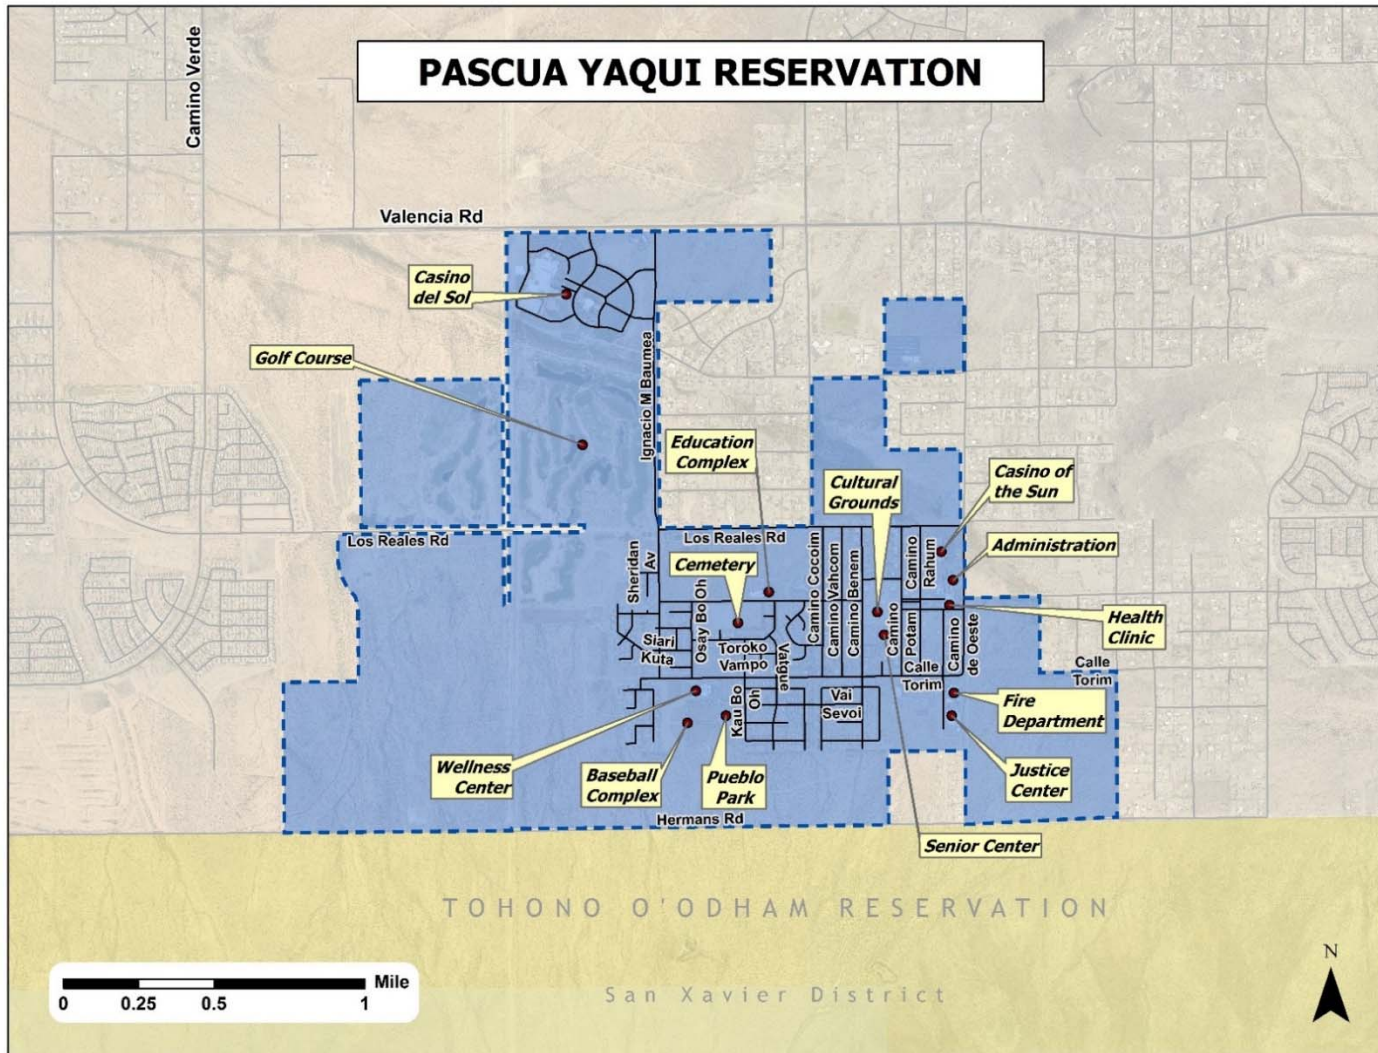 PASCUA YAQUI RESERVATION
Camino Verde
Valencia Rd
Casino
del Sol
Golf Course
Ignacio M Baumea
Education
Complex
Cultural
Grounds
Casino of
the Sun
Los Reales Rd
Los Reales Rd
Administration
Sheridan
Av
Cemetery
Osay Bo Oh
Camino Cocoim
Camino Vahcom
Camino Benem
Camino
Rahum
Health
Clinic
Camino
Potam
Camino
de Oeste
Siari
Kuta
Toroko
Vampo
Vatgue
Calle
Torim
Calle
Torim
Kau Bo
Oh
Vai
Sevoi
Fire
Department
Wellness
Center
Baseball
Complex
Pueblo
Park
Justice
Center
Hermans Rd
Senior Center
TOHONO O'ODHAM RESERVATION
San Xavier District
Mile
0 0.25 0.5 1
N